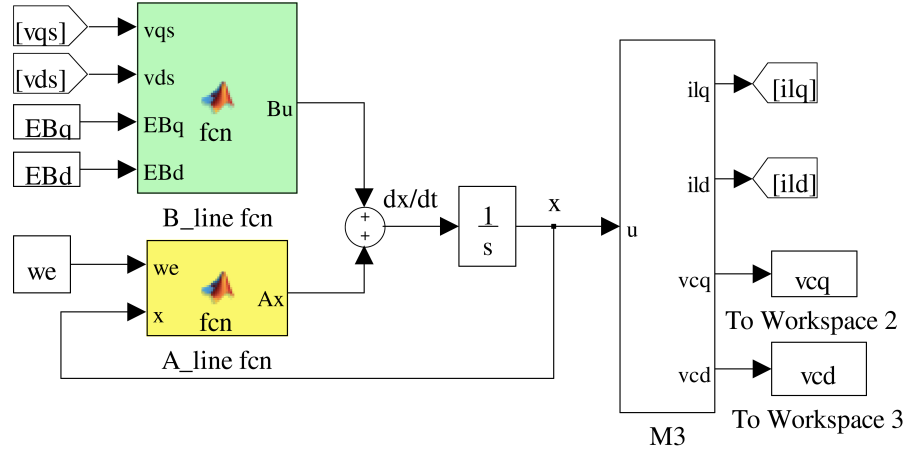 [vqs]
vqs
[vds]
vds
fcn
Bu
EBq
EBq
EBd
EBd
B_line fcn
we
we
x
fcn
Ax
A_line fcn
+
+
dx/dt
1
s
x
u
ilq
[ilq]
ild
[ild]
vcq
vcq
To Workspace 2
vcd
vcd
To Workspace 3
M3